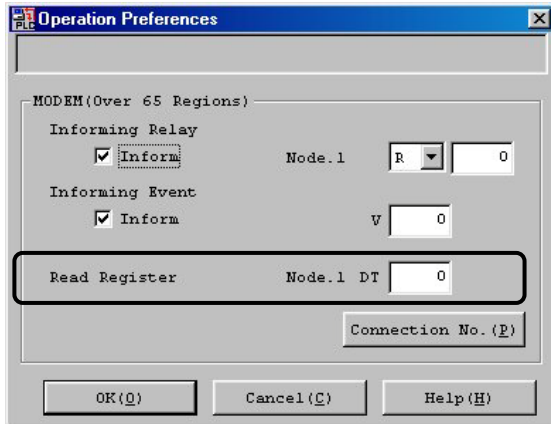 PLC Operation Preferences
MODEM(Over 65 Regions)
Informing Relay
Inform Node.1 R 0
Informing Event
Inform V 0
Read Register Node.1 DT 0
Connection No.(P)
OK(O) Cancel(C) Help(H)